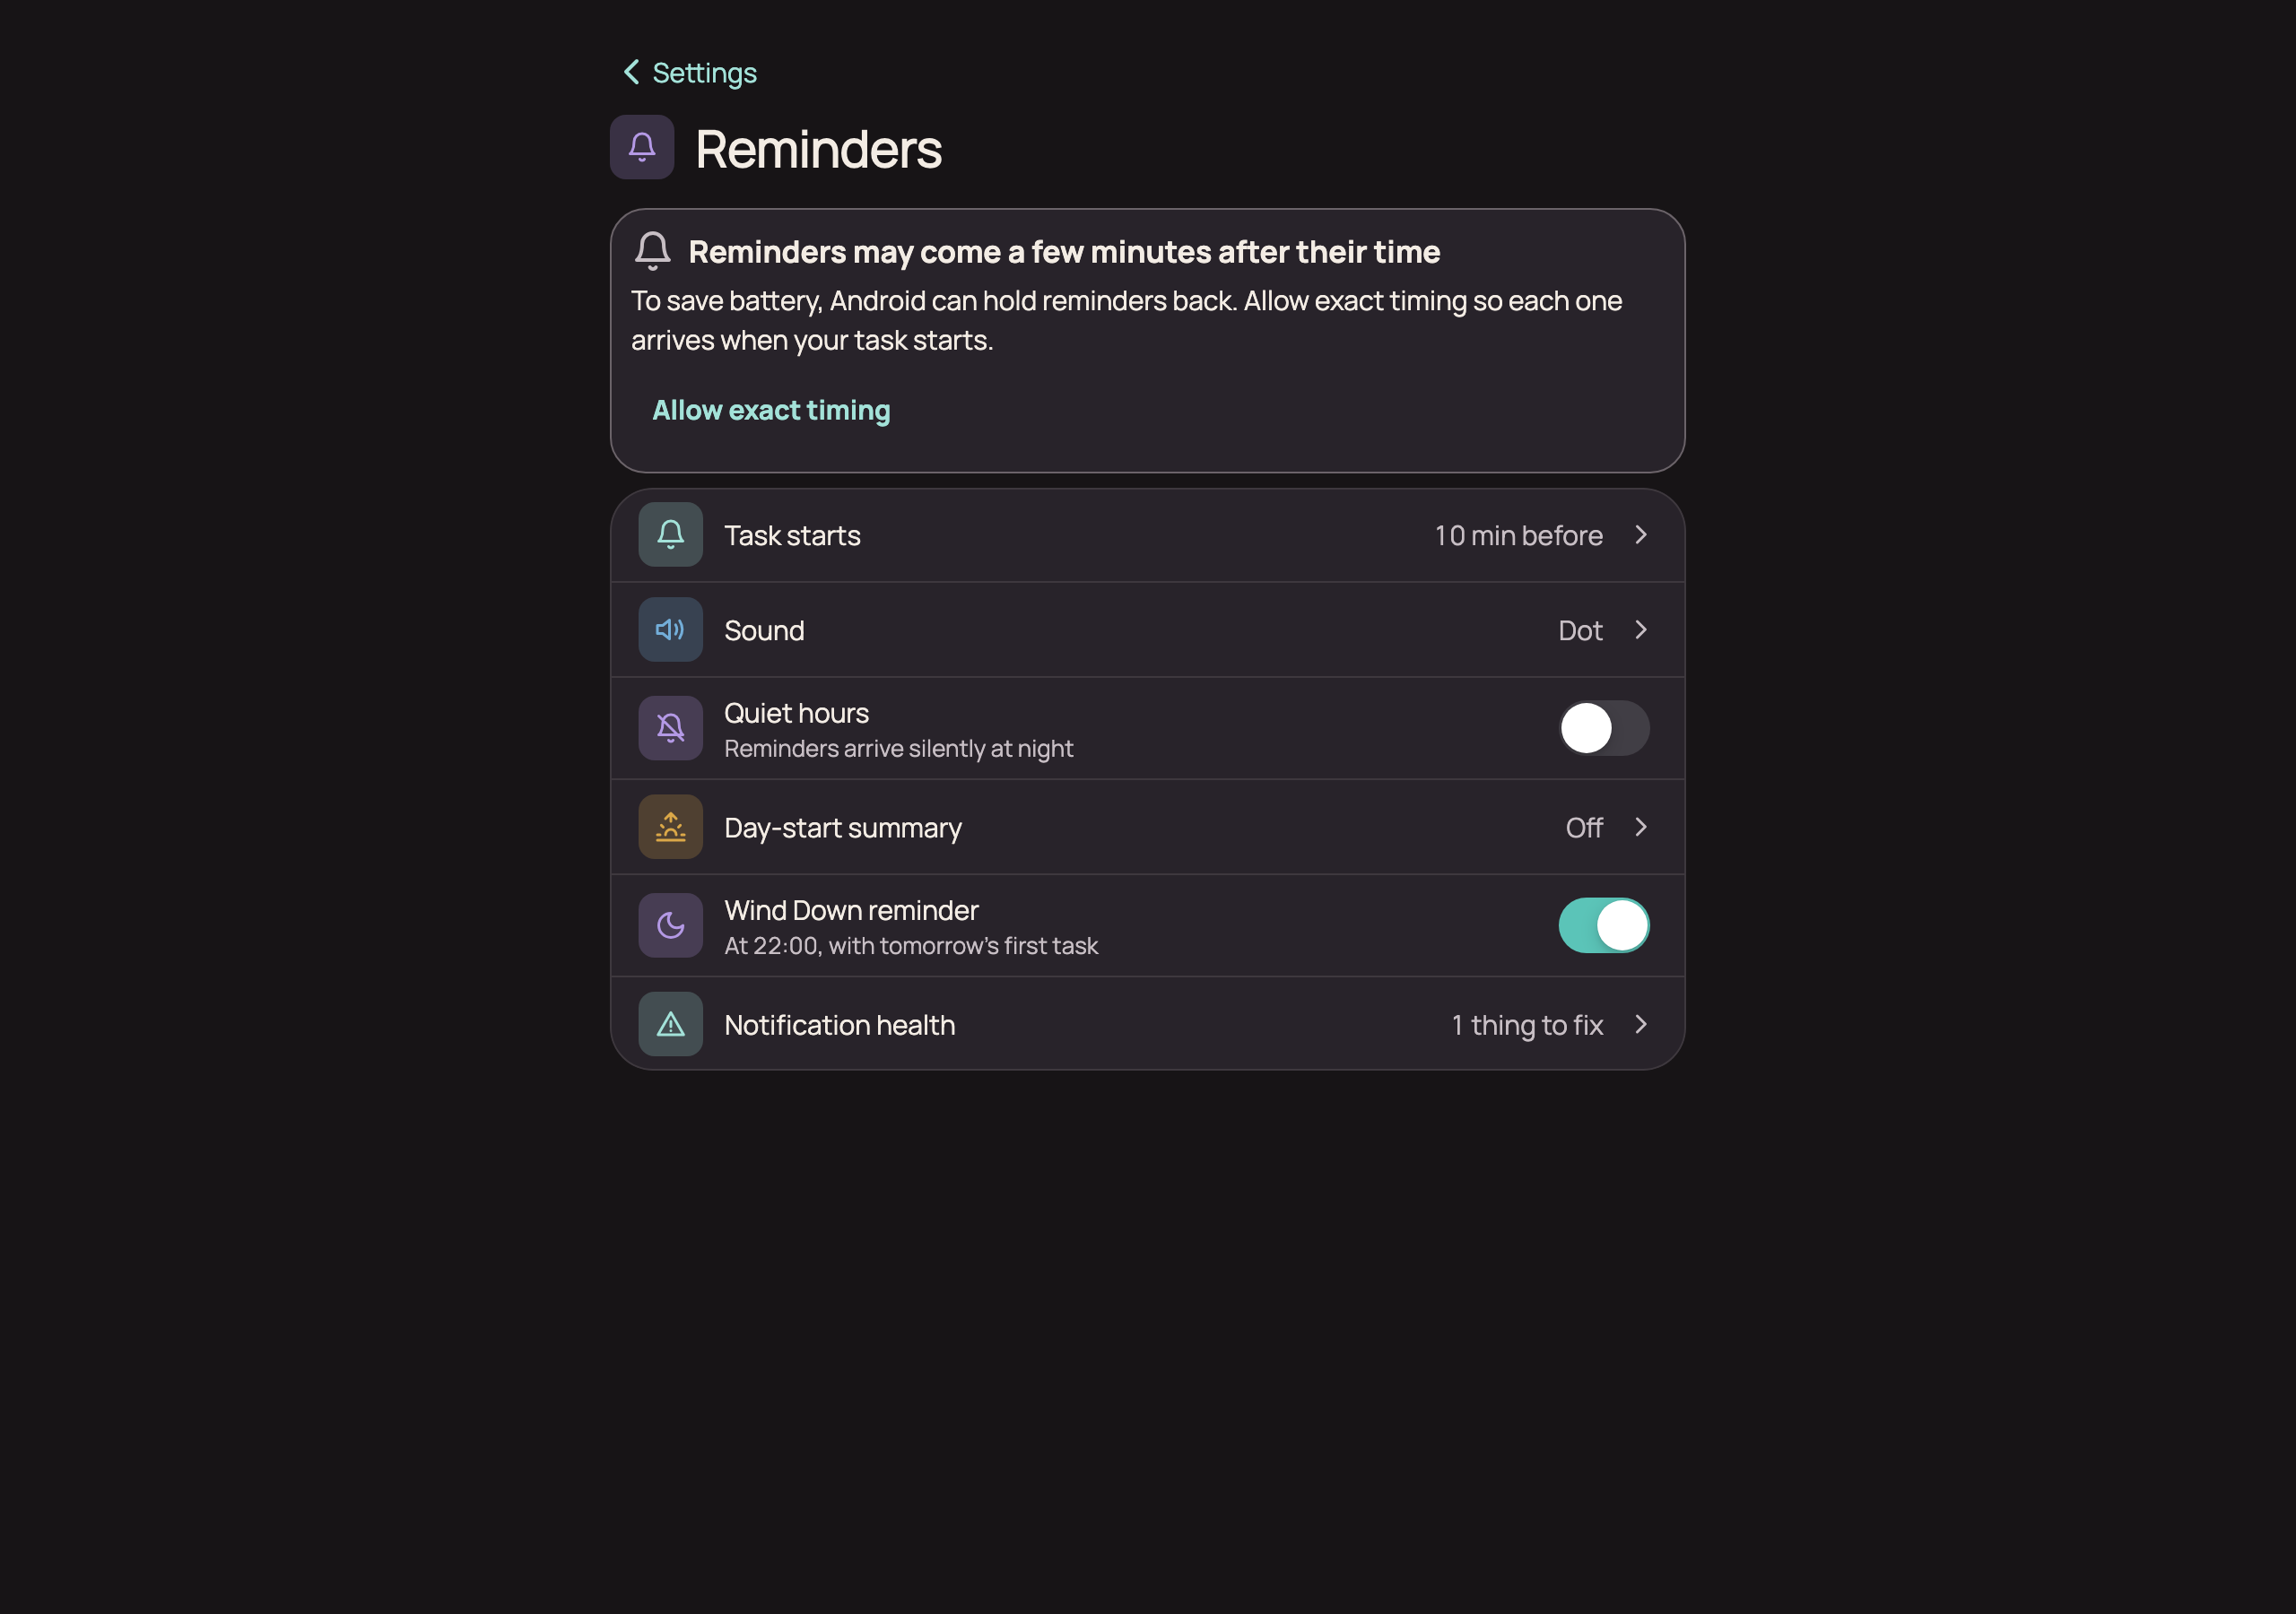 Settings
Reminders
Reminders may come a few minutes after their time
To save battery, Android can hold reminders back. Allow exact timing so each one
arrives when your task starts.
Allow exact timing
Task starts
10 min before
Sound
Dot
Quiet hours
Reminders arrive silently at night
Day-start summary
Off
Wind Down reminder
At 22:00, with tomorrow's first task
Notification health
1 thing to fix